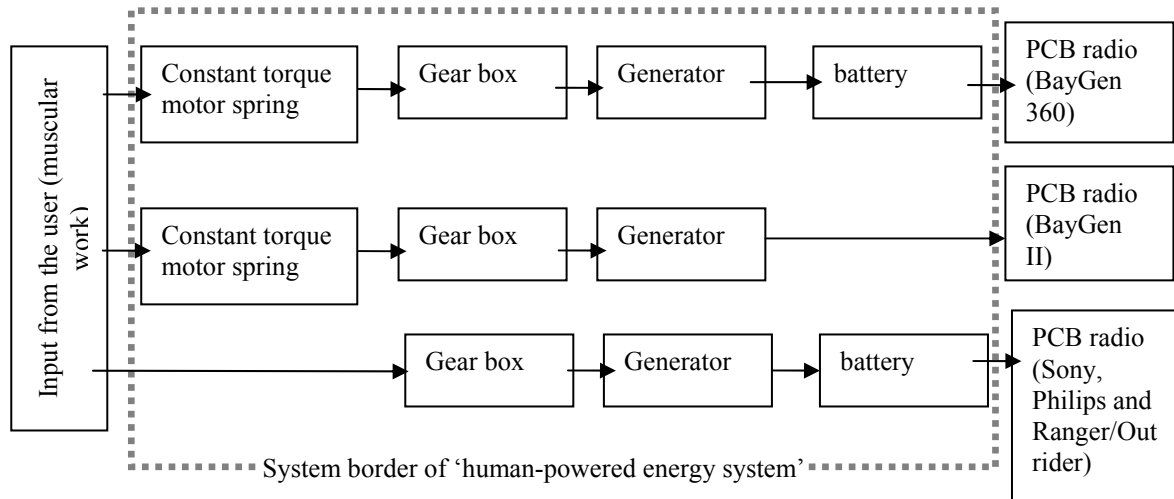 Input from the user (muscular
work)
Constant torque
motor spring
Gear box
Generator
battery
PCB radio
(BayGen
360)
Constant torque
motor spring
Gear box
Generator
PCB radio
(BayGen
II)
Gear box
Generator
battery
PCB radio
(Sony,
Philips and
Ranger/Out
rider)
System border of ‘human-powered energy system’